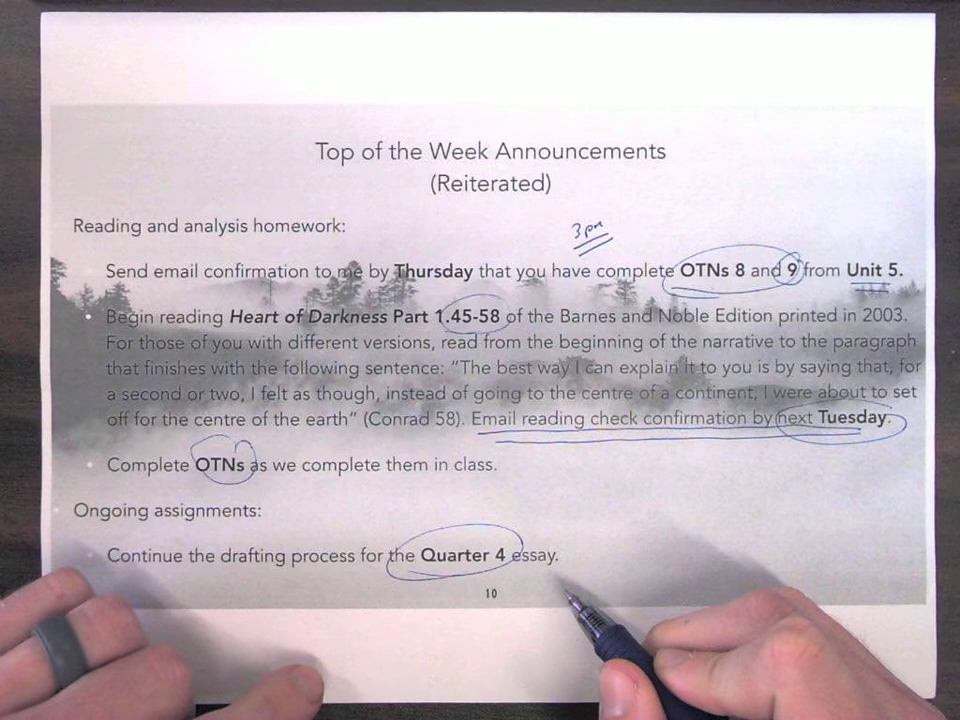 Top of the Week Announcements
(Reiterated)
Reading and analysis homework:
3pm
Send email confirmation to me by Thursday that you have complete OTNs 8 and 9 from Unit 5.
• Begin reading Heart of Darkness Part 1.45-58 of the Barnes and Noble Edition printed in 2003.
For those of you with different versions, read from the beginning of the narrative to the paragraph
that finishes with the following sentence: “The best way I can explain it to you is by saying that, for
a second or two, I felt as though, instead of going to the centre of a continent, I were about to set
off for the centre of the earth” (Conrad 58). Email reading check confirmation by next Tuesday.
• Complete OTNs as we complete them in class.
Ongoing assignments:
• Continue the drafting process for the Quarter 4 essay.
10